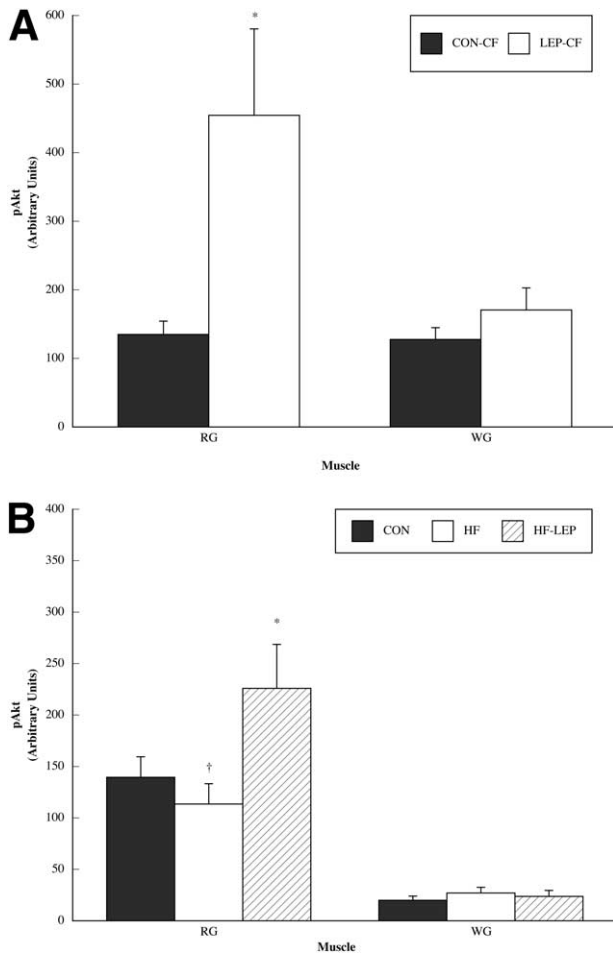 A
600
*
CON-CF LEP-CF
500
400
pAkt
(Arbitrary Units)
300
200
100
0
RG WG
Muscle
B
400
CON HF HF-LEP
350
300
*
250
pAkt
(Arbitrary Units)
200
150
†
100
50
0
RG WG
Muscle